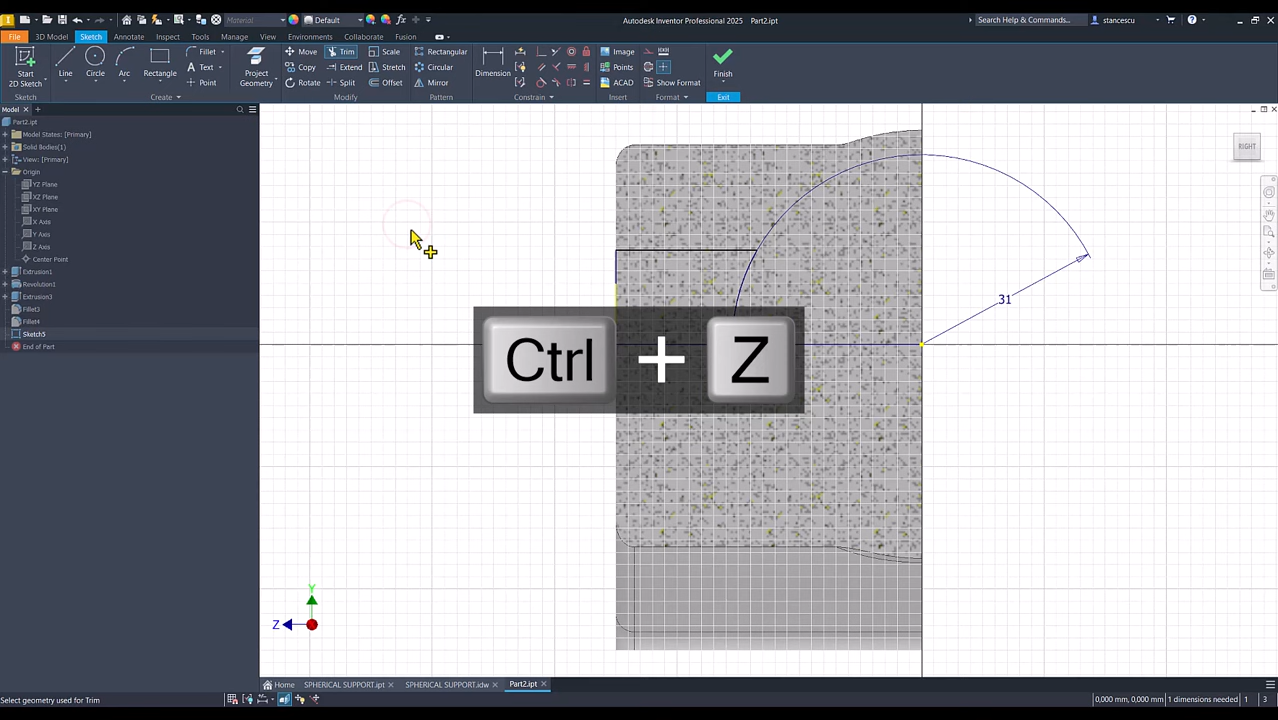 Material
Default
Autodesk Inventor Professional 2025 Part2.ipt
Search Help & Commands...
stancescu
File
3D Model
Sketch
Annotate
Inspect
Tools
Manage
View
Environments
Collaborate
Fusion
Start
2D Sketch
Line
Circle
Arc
Rectangle
Fillet
Text
Point
Project
Geometry
Move
Copy
Rotate
Trim
Extend
Split
Scale
Stretch
Offset
Rectangular
Circular
Mirror
Dimension
Image
Points
ACAD
Show Format
Finish
Sketch
Create
Modify
Pattern
Constrain
Insert
Format
Exit
Model
Part2.ipt
Model States: [Primary]
Solid Bodies(1)
View: [Primary]
Origin
YZ Plane
XZ Plane
XY Plane
X Axis
Y Axis
Z Axis
Center Point
Extrusion1
Revolution1
Extrusion3
Fillet3
Fillet4
Sketch5
End of Part
RIGHT
31
Ctrl + Z
Y
Z
Home
SPHERICAL SUPPORT.ipt
SPHERICAL SUPPORT.idw
Part2.ipt
Select geometry used for Trim
0,000 mm, 0,000 mm
1 dimensions needed
1
3